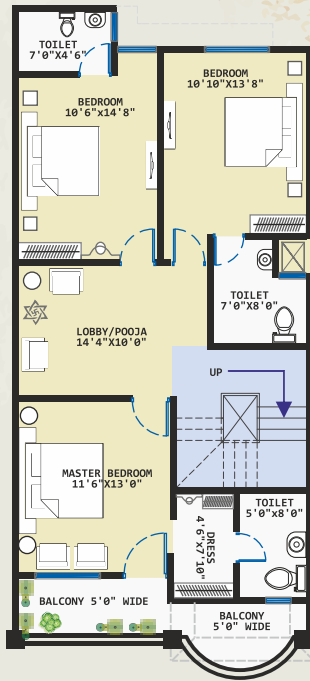 TOILET
7'0"X4'6"
BEDROOM
10'6"x14'8"
BEDROOM
10'10"X13'8"
TOILET
7'0"X8'0"
LOBBY/POOJA
14'4"X10'0"
UP
MASTER BEDROOM
11'6"X13'0"
DRESS
4'6"x7'10"
TOILET
5'0"x8'0"
BALCONY 5'0" WIDE
BALCONY
5'0" WIDE